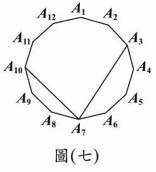 A₁
A₁₂ A₂
A₁₁ A₃
A₁₀ A₄
A₉ A₅
A₈ A₆
A₇
圖(七)